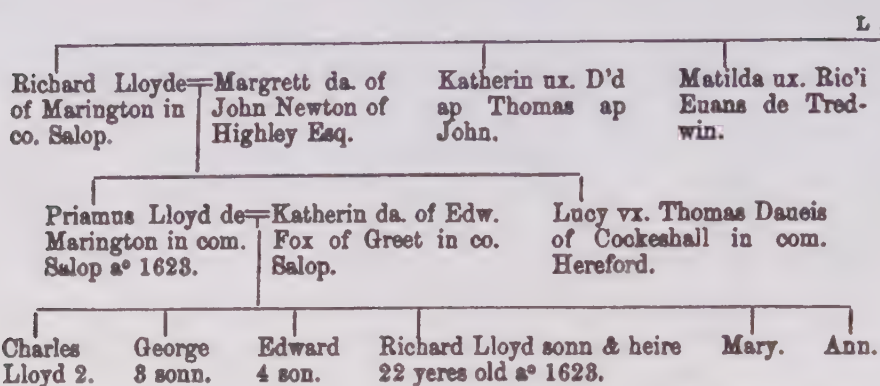 L
Richard Lloyde═Margrett da. of
of Marington in John Newton of
co. Salop. Highley Esq.
Katherin ux. D'd
ap Thomas ap
John.
Matilda ux. Ric'i
Euans de Tred-
win.
Priamus Lloyd de═Katherin da. of Edw.
Marington in com. Fox of Greet in co.
Salop aº 1623. Salop.
Lucy vx. Thomas Daueis
of Cockeshall in com.
Hereford.
Charles
Lloyd 2.
George
3 sonn.
Edward
4 son.
Richard Lloyd sonn & heire
22 yeres old aº 1623.
Mary.
Ann.